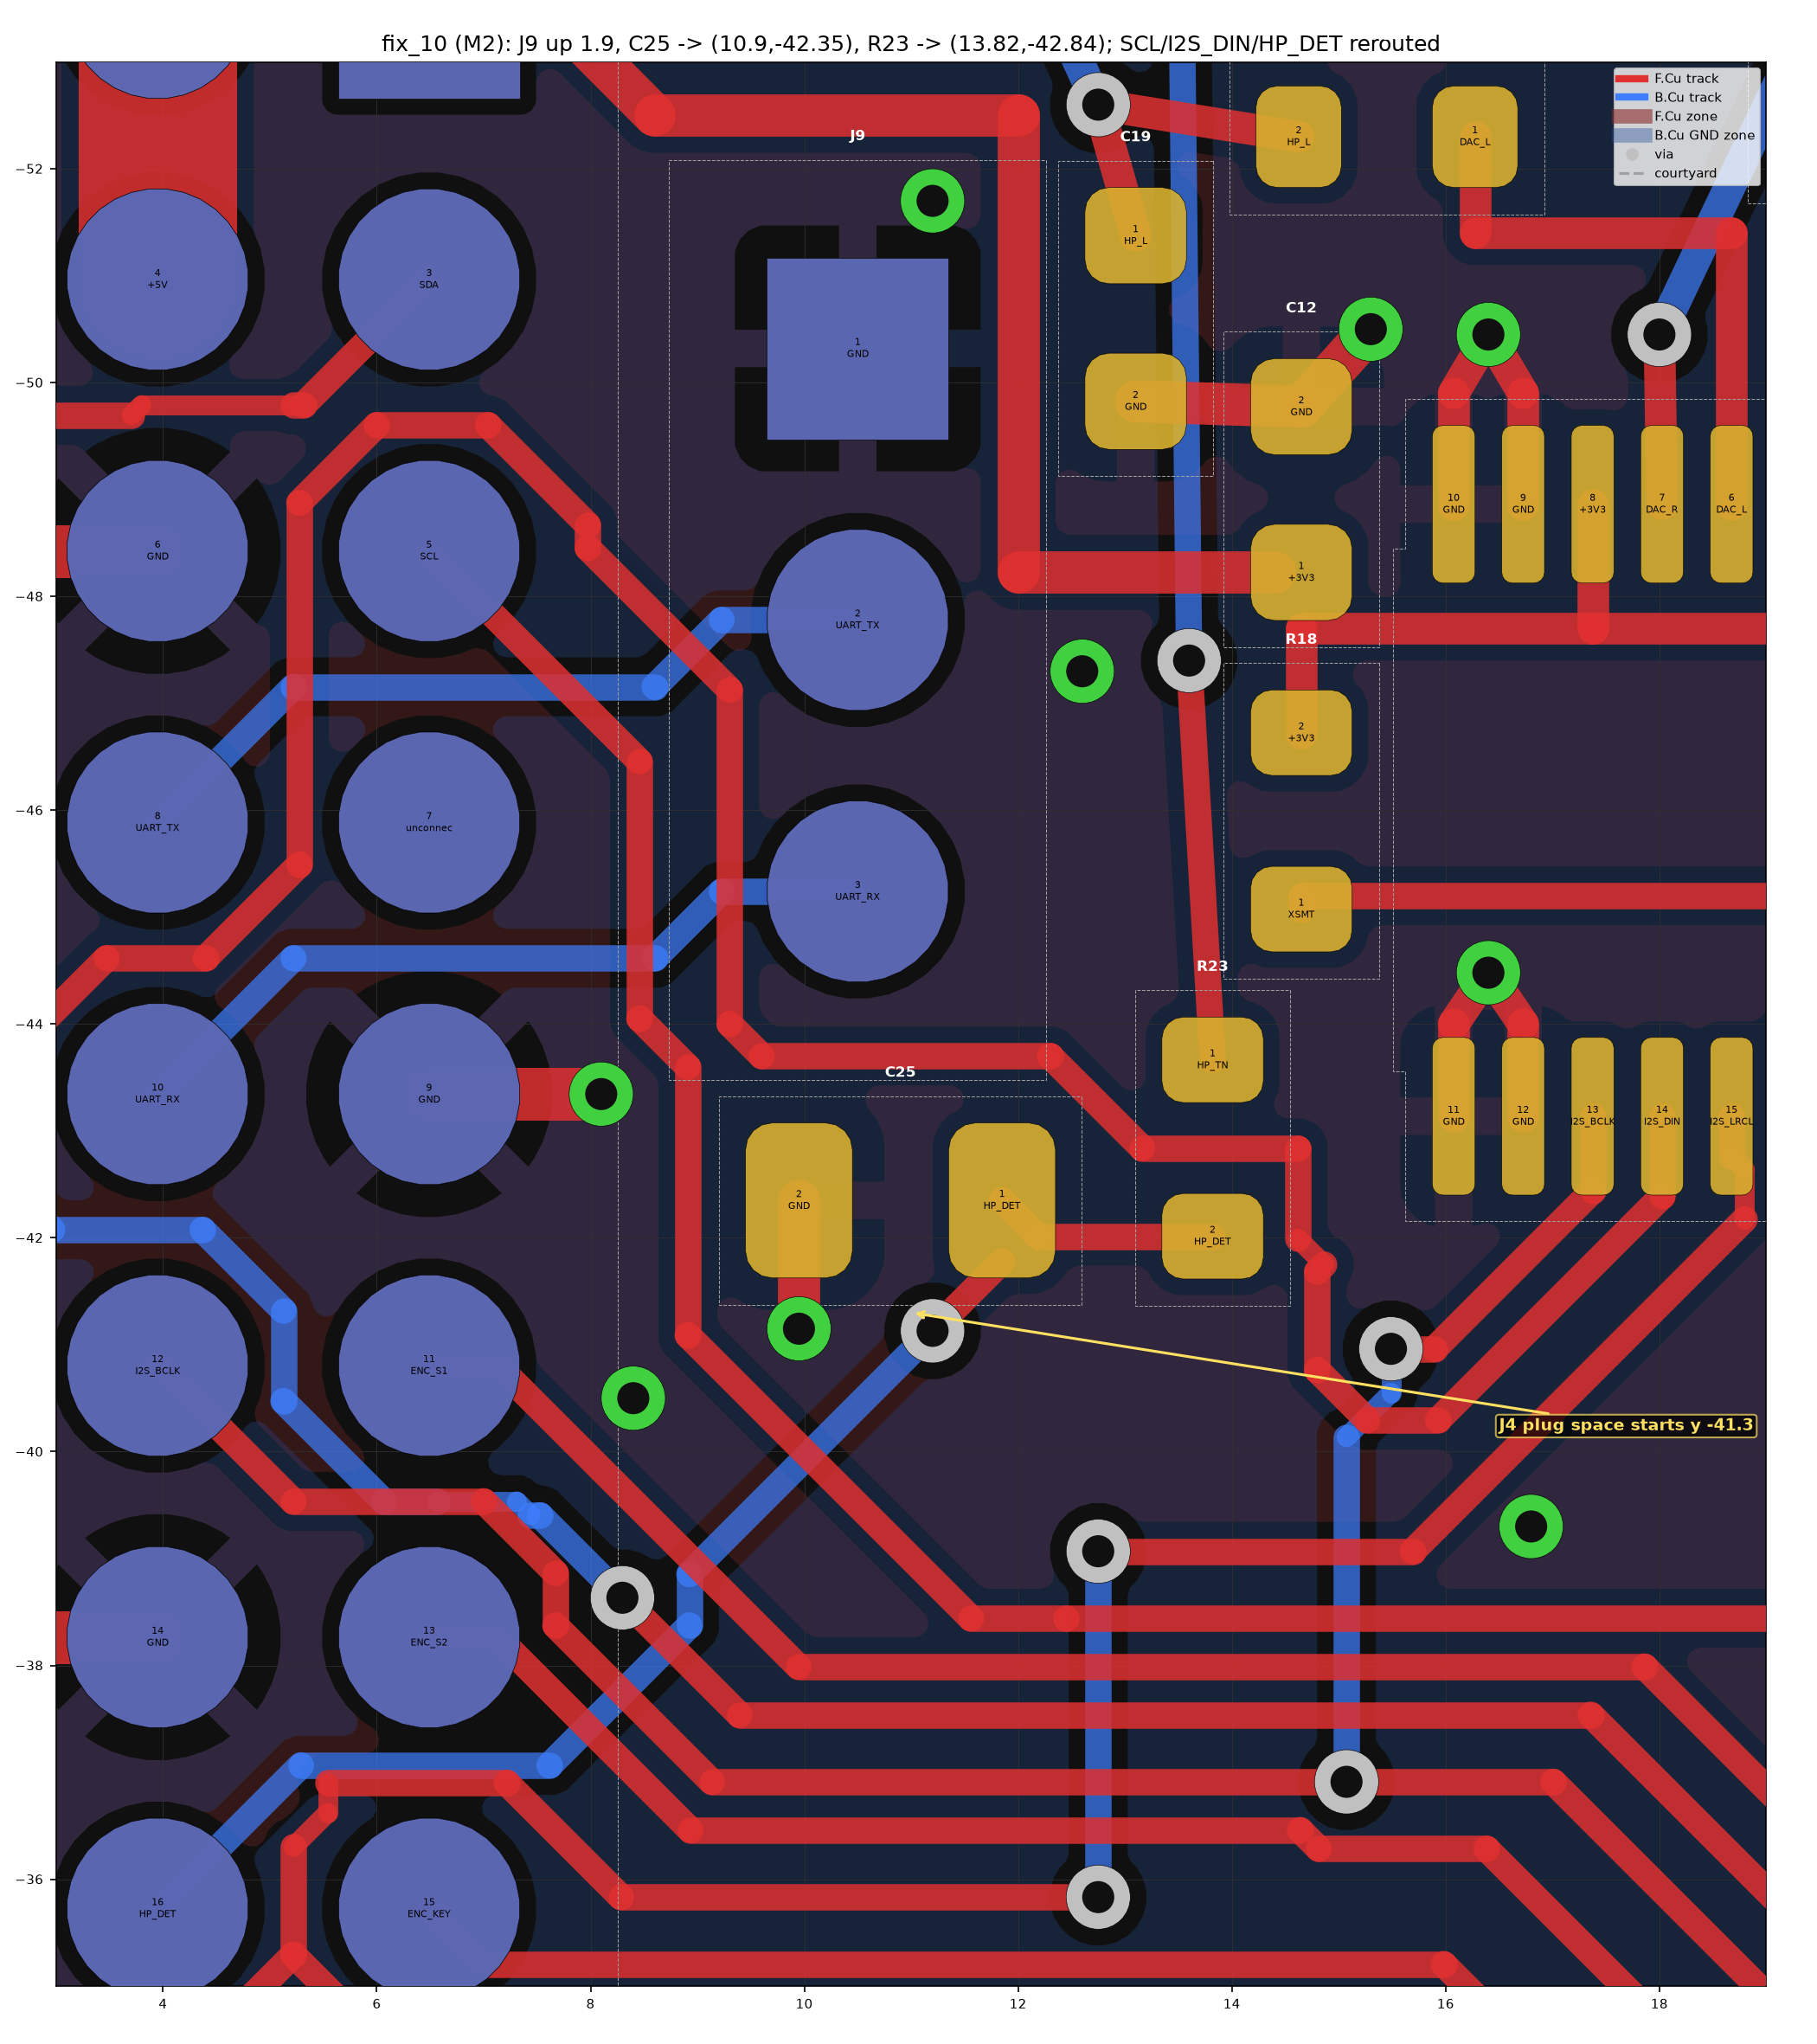 fix_10 (M2): J9 up 1.9, C25 -> (10.9,-42.35), R23 -> (13.82,-42.84); SCL/I2S_DIN/HP_DET rerouted
F.Cu track
B.Cu track
F.Cu zone
B.Cu GND zone
via
courtyard
J9
C19
2
HP_L
1
DAC_L
−52
1
HP_L
4
+5V
3
SDA
C12
1
GND
−50
2
GND
2
GND
10
GND
9
GND
8
+3V3
7
DAC_R
6
DAC_L
6
GND
5
SCL
1
+3V3
−48
2
UART_TX
R18
2
+3V3
−46
8
UART_TX
7
unconnec
3
UART_RX
1
XSMT
R23
−44
1
HP_TN
C25
10
UART_RX
9
GND
11
GND
12
GND
13
I2S_BCLK
14
I2S_DIN
15
I2S_LRCL
2
GND
1
HP_DET
2
HP_DET
−42
12
I2S_BCLK
11
ENC_S1
J4 plug space starts y -41.3
−40
14
GND
13
ENC_S2
−38
−36
16
HP_DET
15
ENC_KEY
4
6
8
10
12
14
16
18